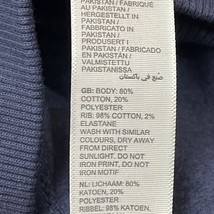 PAKISTAN / FABRIQUÉ
AU PAKISTAN /
HERGESTELLT IN
PAKISTAN /
FABBRICATO IN
PAKISTAN /
PRODUSERT I
PAKISTAN / FABRICADO
EN PAKISTAN /
VALMISTETTU
PAKISTANISSA
صنع في باكستان
GB: BODY: 80%
COTTON, 20%
POLYESTER
RIB: 98% COTTON, 2%
ELASTANE
WASH WITH SIMILAR
COLOURS, DRY AWAY
FROM DIRECT
SUNLIGHT. DO NOT
IRON PRINT. DO NOT
IRON MOTIF.
NL: LICHAAM: 80%
KATOEN, 20%
POLYESTER
RIBBEL: 98% KATOEN,